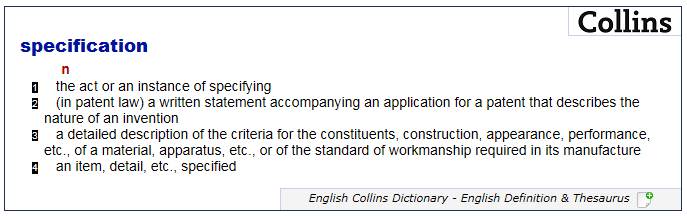 Collins
specification
n
1 the act or an instance of specifying
2 (in patent law) a written statement accompanying an application for a patent that describes the
nature of an invention
3 a detailed description of the criteria for the constituents, construction, appearance, performance,
etc., of a material, apparatus, etc., or of the standard of workmanship required in its manufacture
4 an item, detail, etc., specified
English Collins Dictionary - English Definition & Thesaurus